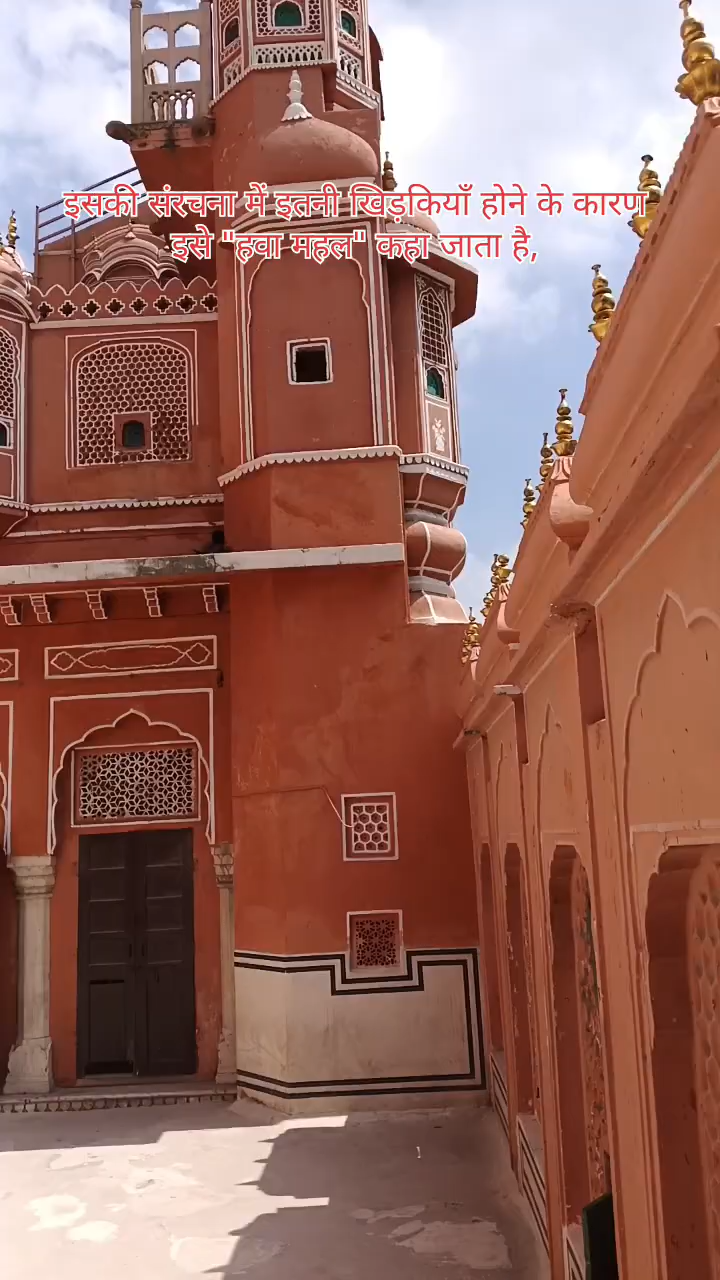 इसकी संरचना में इतनी खिड़कियाँ होने के कारण
इसे "हवा महल" कहा जाता है,